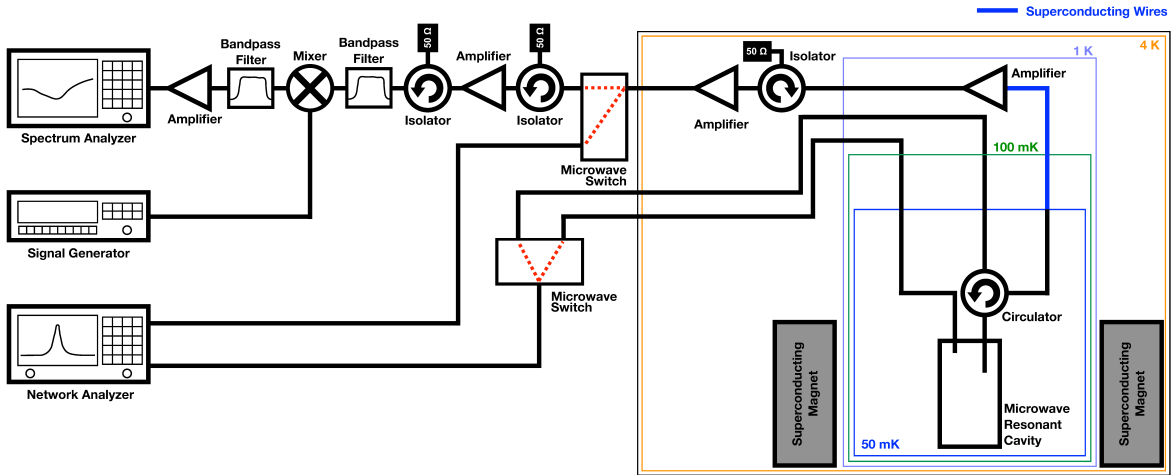 Superconducting Wires
4 K
1 K
100 mK
50 mK
Bandpass
Filter
Mixer
Bandpass
Filter
50 Ω
Amplifier
50 Ω
50 Ω
Isolator
Amplifier
Amplifier
Isolator
Isolator
Amplifier
Spectrum Analyzer
Microwave
Switch
Signal Generator
Microwave
Switch
Circulator
Network Analyzer
Superconducting
Magnet
Microwave
Resonant
Cavity
Superconducting
Magnet